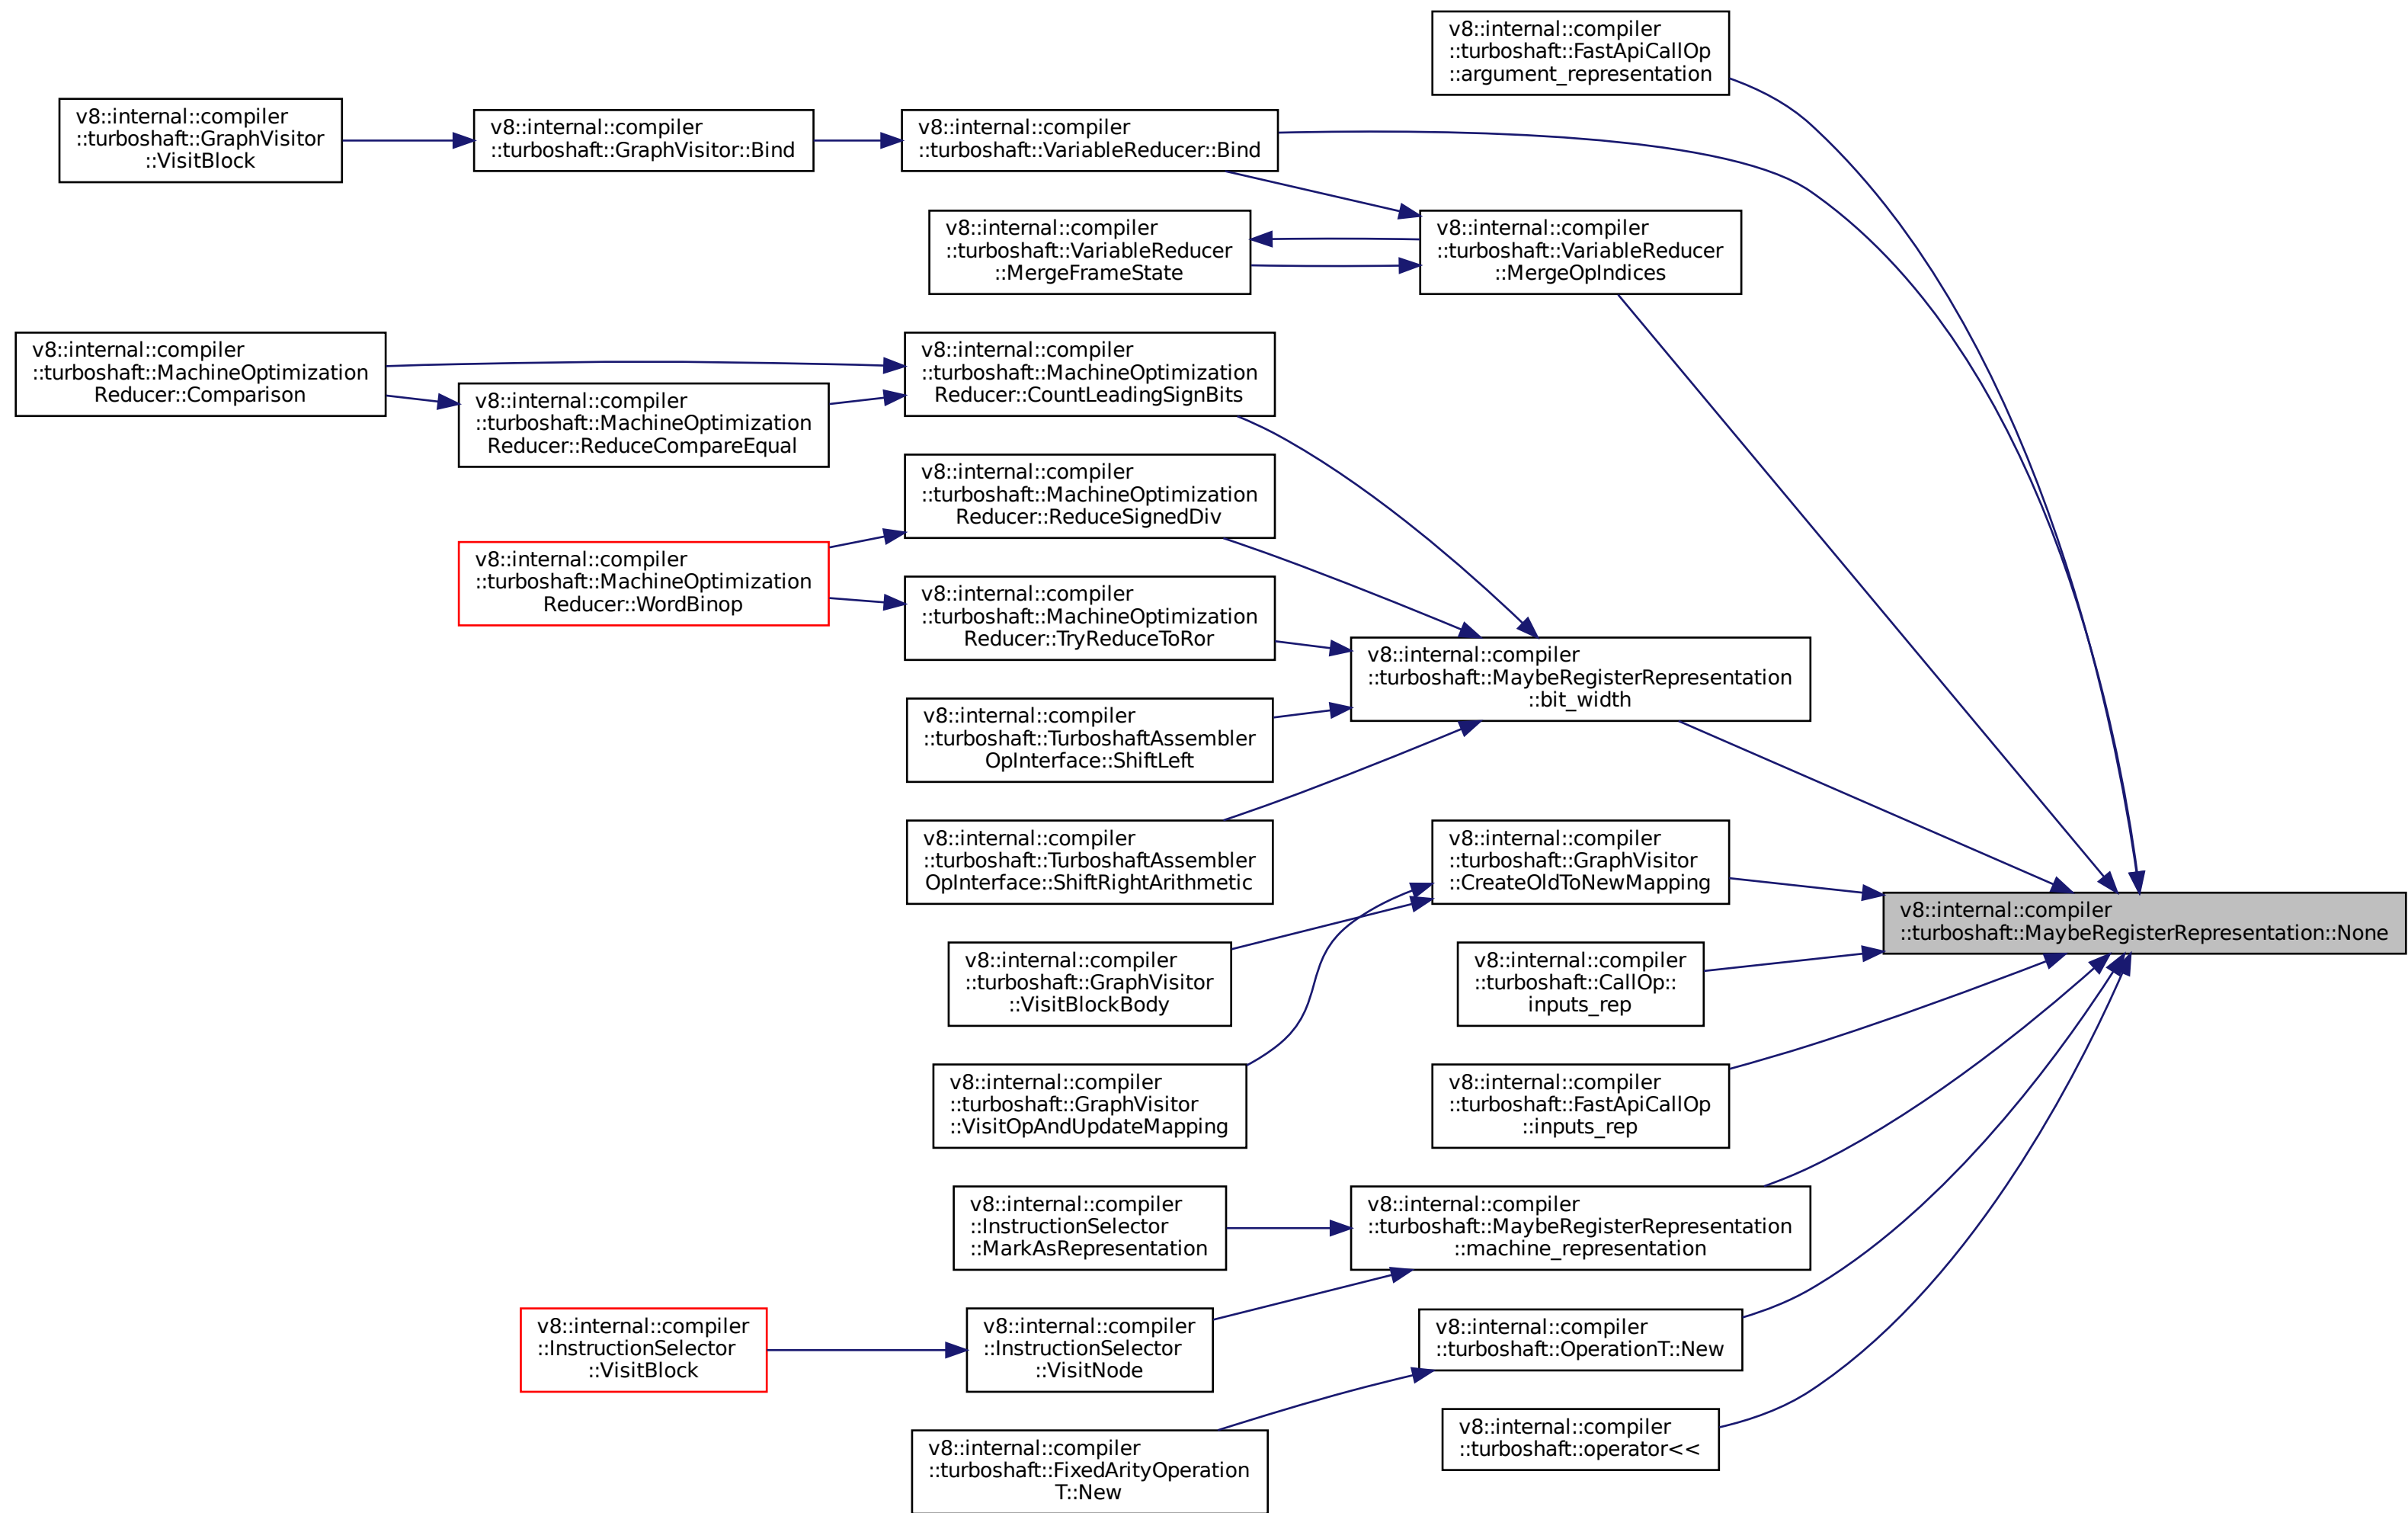 v8::internal::compiler
::turboshaft::FastApiCallOp
::argument_representation
v8::internal::compiler
::turboshaft::GraphVisitor
::VisitBlock
v8::internal::compiler
::turboshaft::GraphVisitor::Bind
v8::internal::compiler
::turboshaft::VariableReducer::Bind
v8::internal::compiler
::turboshaft::VariableReducer
::MergeFrameState
v8::internal::compiler
::turboshaft::VariableReducer
::MergeOpIndices
v8::internal::compiler
::turboshaft::MachineOptimization
Reducer::Comparison
v8::internal::compiler
::turboshaft::MachineOptimization
Reducer::ReduceCompareEqual
v8::internal::compiler
::turboshaft::MachineOptimization
Reducer::CountLeadingSignBits
v8::internal::compiler
::turboshaft::MachineOptimization
Reducer::ReduceSignedDiv
v8::internal::compiler
::turboshaft::MachineOptimization
Reducer::WordBinop
v8::internal::compiler
::turboshaft::MachineOptimization
Reducer::TryReduceToRor
v8::internal::compiler
::turboshaft::MaybeRegisterRepresentation
::bit_width
v8::internal::compiler
::turboshaft::TurboshaftAssembler
OpInterface::ShiftLeft
v8::internal::compiler
::turboshaft::TurboshaftAssembler
OpInterface::ShiftRightArithmetic
v8::internal::compiler
::turboshaft::GraphVisitor
::CreateOldToNewMapping
v8::internal::compiler
::turboshaft::MaybeRegisterRepresentation::None
v8::internal::compiler
::turboshaft::GraphVisitor
::VisitBlockBody
v8::internal::compiler
::turboshaft::CallOp::
inputs_rep
v8::internal::compiler
::turboshaft::GraphVisitor
::VisitOpAndUpdateMapping
v8::internal::compiler
::turboshaft::FastApiCallOp
::inputs_rep
v8::internal::compiler
::InstructionSelector
::MarkAsRepresentation
v8::internal::compiler
::turboshaft::MaybeRegisterRepresentation
::machine_representation
v8::internal::compiler
::InstructionSelector
::VisitBlock
v8::internal::compiler
::InstructionSelector
::VisitNode
v8::internal::compiler
::turboshaft::OperationT::New
v8::internal::compiler
::turboshaft::FixedArityOperation
T::New
v8::internal::compiler
::turboshaft::operator<<